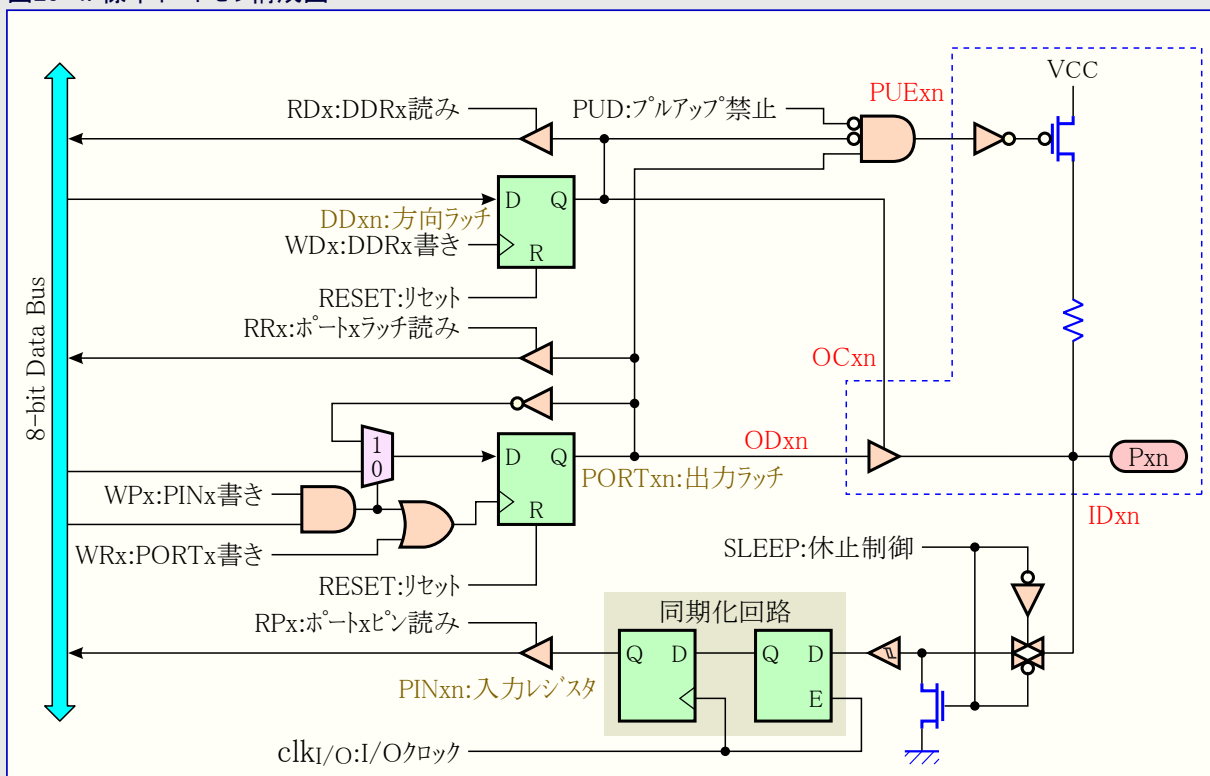 VCC
PUExn
RDx:DDRx読み
PUD:プルアップ禁止
D Q
DDxn:方向ラッチ
WDx:DDRx書き
R
RESET:リセット
8-bit Data Bus
RRx:ポートxラッチ読み
OCxn
1
0
ODxn
D Q
PORTxn:出力ラッチ
Pxn
WPx:PINx書き
R
IDxn
WRx:PORTx書き
SLEEP:休止制御
RESET:リセット
同期化回路
RPx:ポートxピン読み
Q D
Q D
PINxn:入力レジスタ
E
clkI/O:I/Oクロック